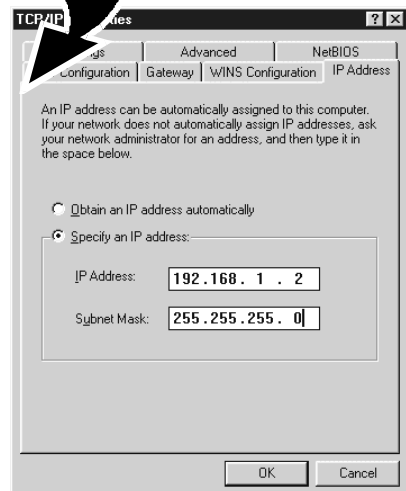 TCP/IP
? X
Advanced NetBIOS
Configuration Gateway WINS Configuration IP Address
An IP address can be automatically assigned to this computer.
If your network does not automatically assign IP addresses, ask
your network administrator for an address, and then type it in
the space below.
Obtain an IP address automatically
Specify an IP address:
IP Address: 192.168. 1 . 2
Subnet Mask: 255.255.255. 0
OK Cancel